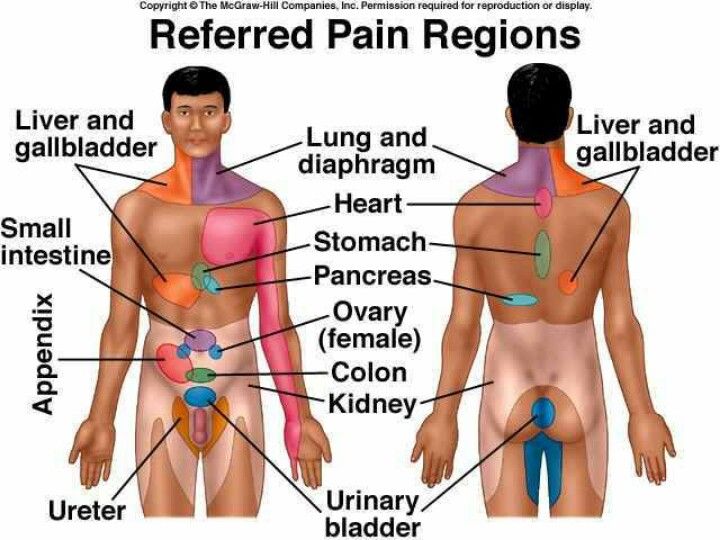 Copyright © The McGraw-Hill Companies, Inc. Permission required for reproduction or display.
Referred Pain Regions
Liver and
gallbladder
Lung and
diaphragm
Liver and
gallbladder
Heart
Small
intestine
Stomach
Pancreas
Appendix
Ovary
(female)
Colon
Kidney
Ureter
Urinary
bladder